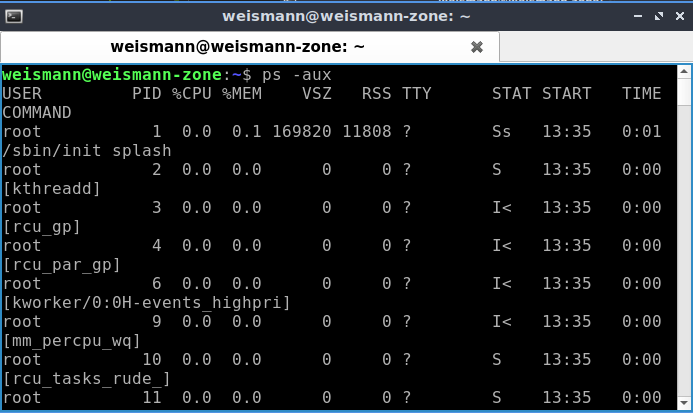 weismann@weismann-zone: ~
weismann@weismann-zone: ~
weismann@weismann-zone:~$ ps -aux
USER PID %CPU %MEM VSZ RSS TTY STAT START TIME
COMMAND
root 1 0.0 0.1 169820 11808 ? Ss 13:35 0:01
/sbin/init splash
root 2 0.0 0.0 0 0 ? S 13:35 0:00
[kthreadd]
root 3 0.0 0.0 0 0 ? I< 13:35 0:00
[rcu_gp]
root 4 0.0 0.0 0 0 ? I< 13:35 0:00
[rcu_par_gp]
root 6 0.0 0.0 0 0 ? I< 13:35 0:00
[kworker/0:0H-events_highpri]
root 9 0.0 0.0 0 0 ? I< 13:35 0:00
[mm_percpu_wq]
root 10 0.0 0.0 0 0 ? S 13:35 0:00
[rcu_tasks_rude_]
root 11 0.0 0.0 0 0 ? S 13:35 0:00